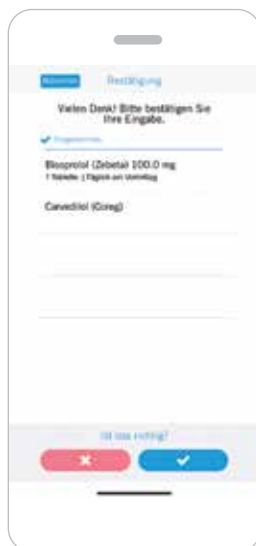 Bestätigung
Vielen Dank! Bitte bestätigen Sie
Ihre Eingabe.
Bisoprolol (Zebeta) 100.0 mg
1 Tablette | Täglich am Vormittag
Carvedilol (Coreg)
Ist das richtig?